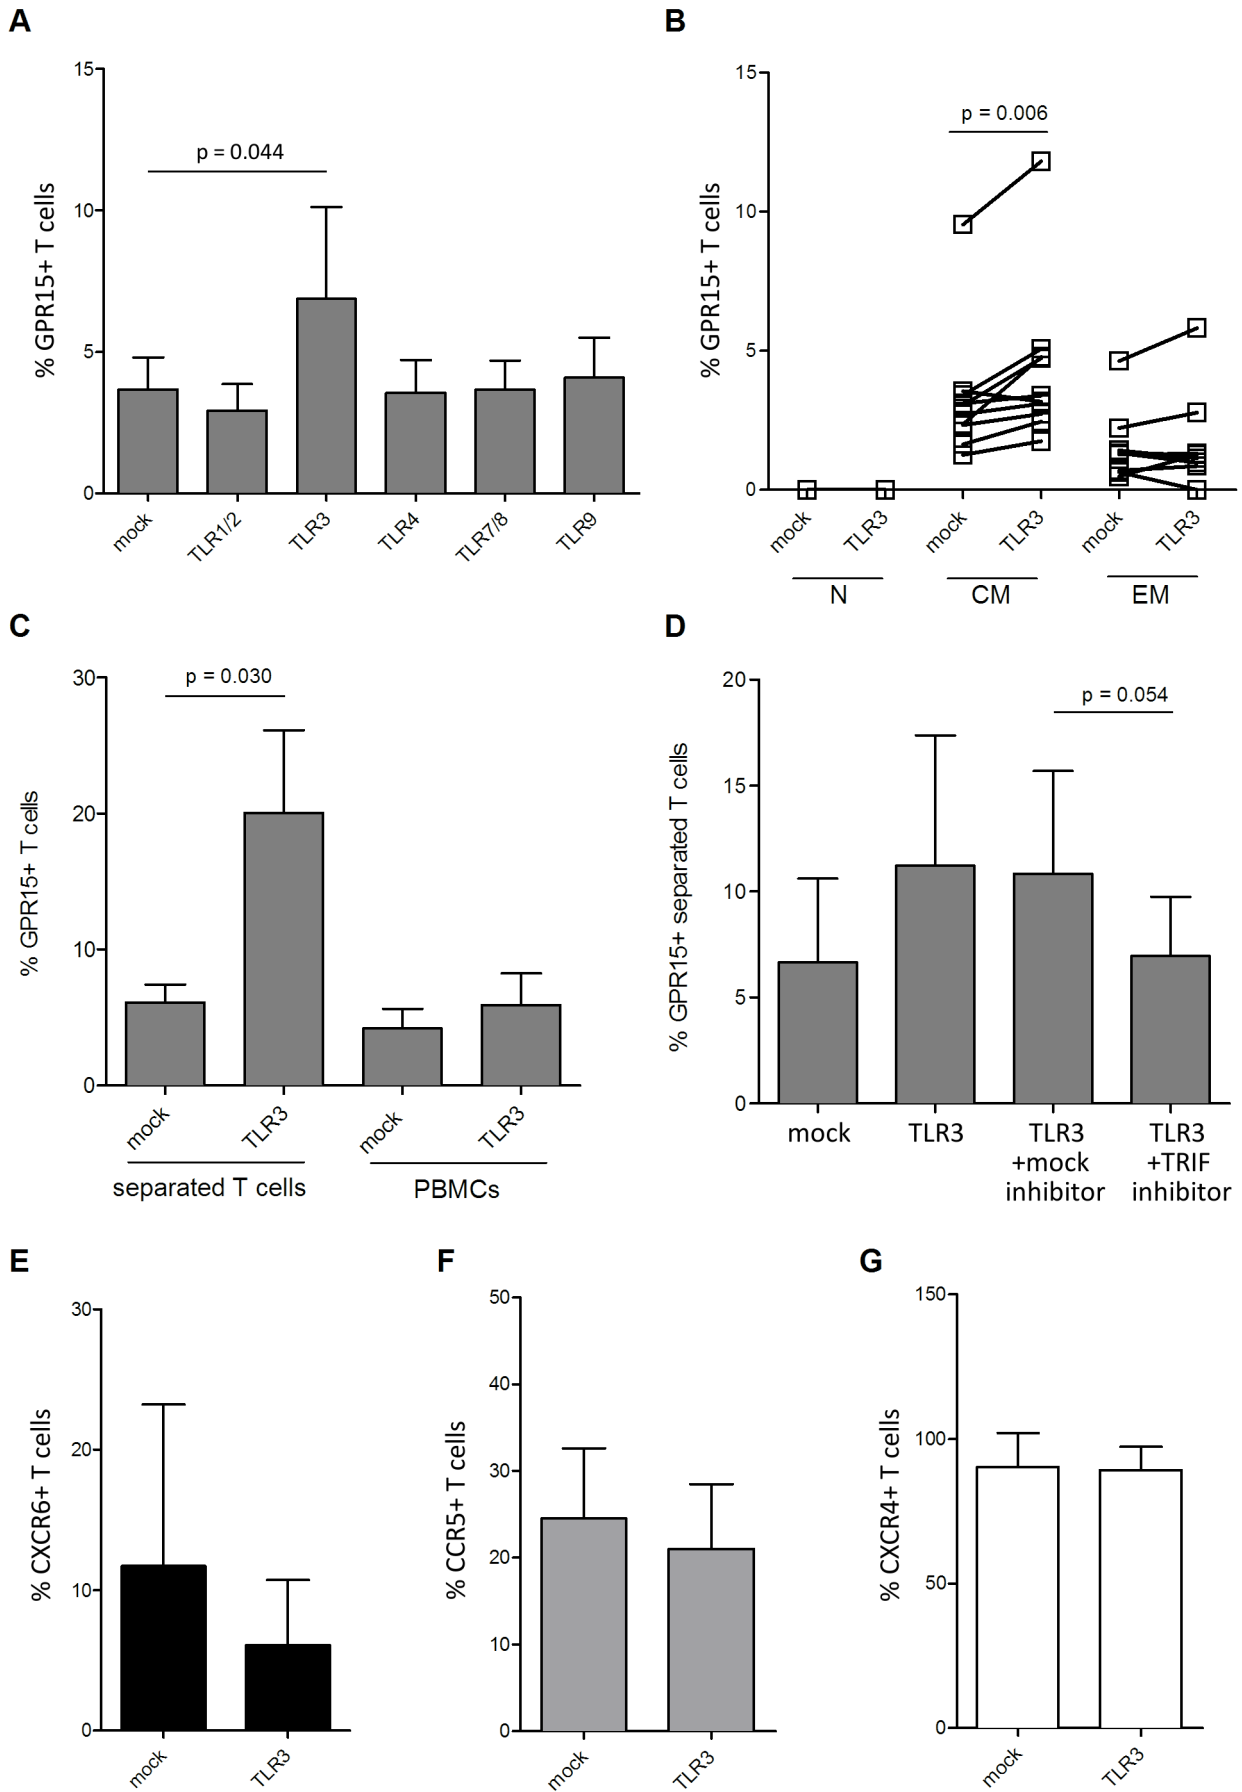 A
% GPR15+ T cells
15
10
5
0
p = 0.044
mock
TLR1/2
TLR3
TLR4
TLR7/8
TLR9
B
% GPR15+ T cells
15
10
5
0
p = 0.006
mock
TLR3
mock
TLR3
mock
TLR3
N
CM
EM
C
% GPR15+ T cells
30
20
10
0
p = 0.030
mock
TLR3
mock
TLR3
separated T cells
PBMCs
D
% GPR15+ separated T cells
20
15
10
5
0
p = 0.054
mock
TLR3
TLR3
+mock
inhibitor
TLR3
+TRIF
inhibitor
E
% CXCR6+ T cells
30
20
10
0
mock
TLR3
F
% CCR5+ T cells
50
40
30
20
10
0
mock
TLR3
G
% CXCR4+ T cells
150
100
50
0
mock
TLR3